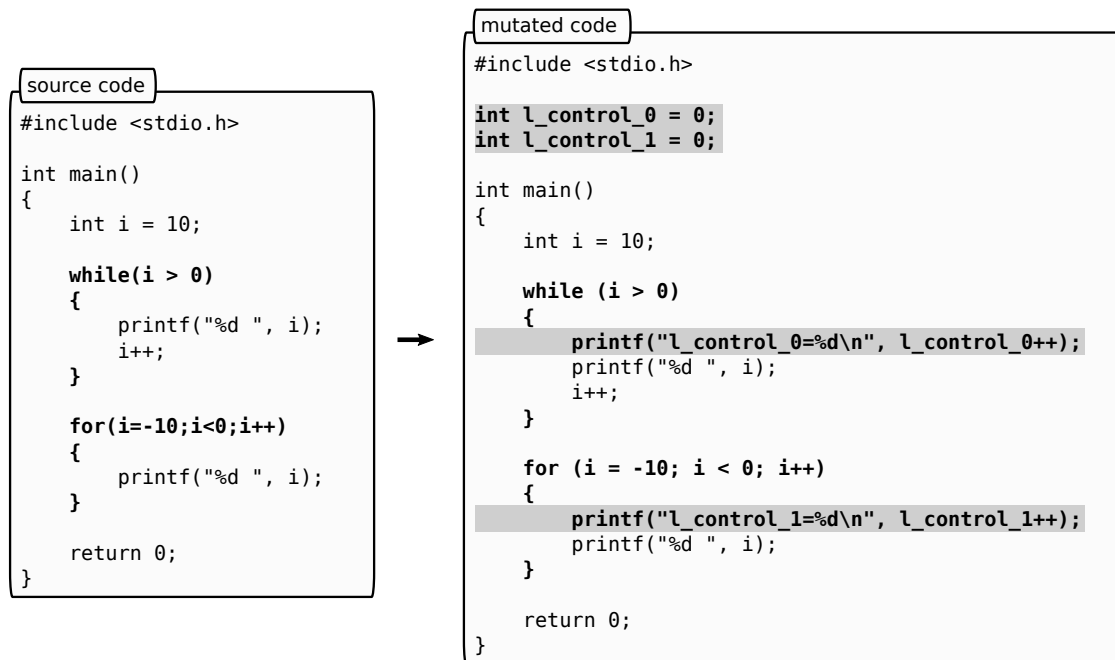 source code
#include <stdio.h>

int main()
{
    int i = 10;

    while(i > 0)
    {
        printf("%d ", i);
        i++;
    }

    for(i=-10;i<0;i++)
    {
        printf("%d ", i);
    }

    return 0;
}
mutated code
#include <stdio.h>

int l_control_0 = 0;
int l_control_1 = 0;

int main()
{
    int i = 10;

    while (i > 0)
    {
        printf("l_control_0=%d\n", l_control_0++);
        printf("%d ", i);
        i++;
    }

    for (i = -10; i < 0; i++)
    {
        printf("l_control_1=%d\n", l_control_1++);
        printf("%d ", i);
    }

    return 0;
}